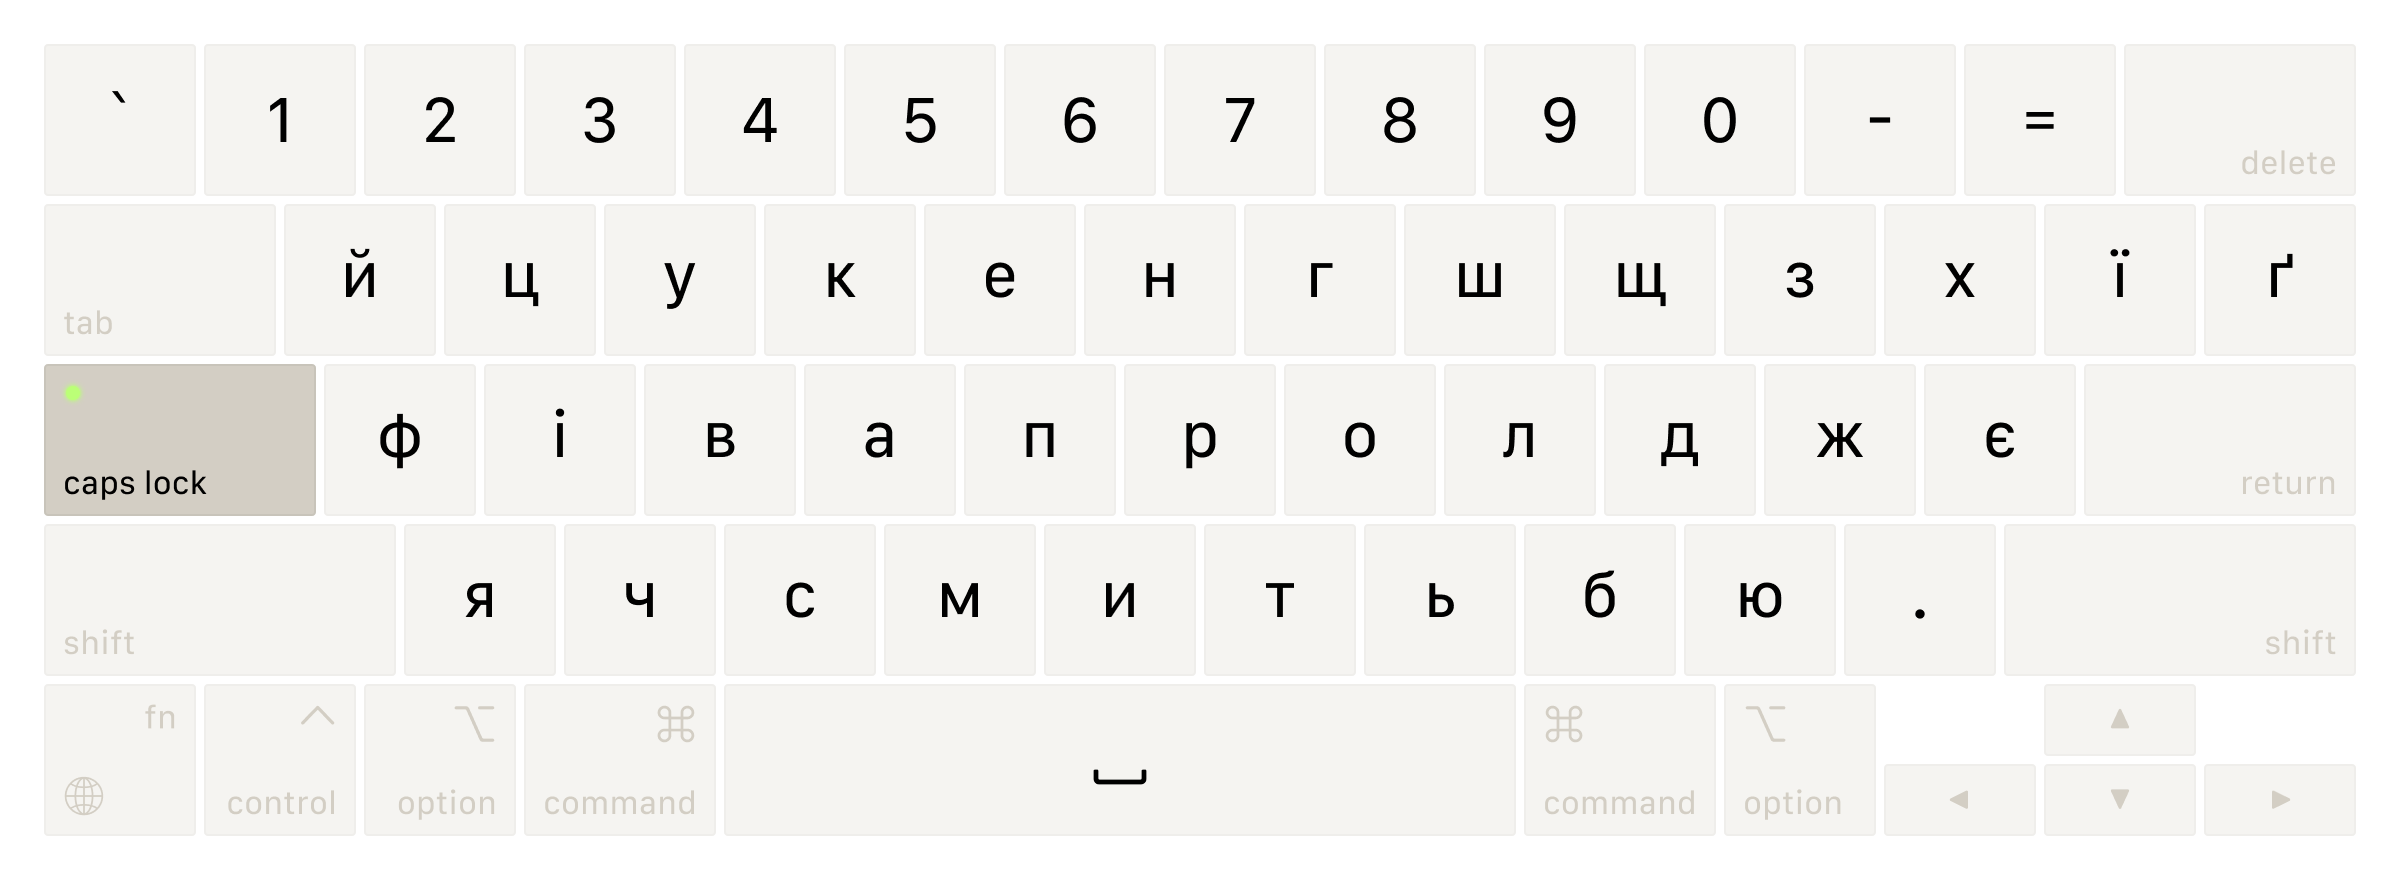 ` 1 2 3 4 5 6 7 8 9 0 - = delete
tab й ц у к е н г ш щ з х ї ґ
caps lock ф і в а п р о л д ж є return
shift я ч с м и т ь б ю . shift
fn control option command command option